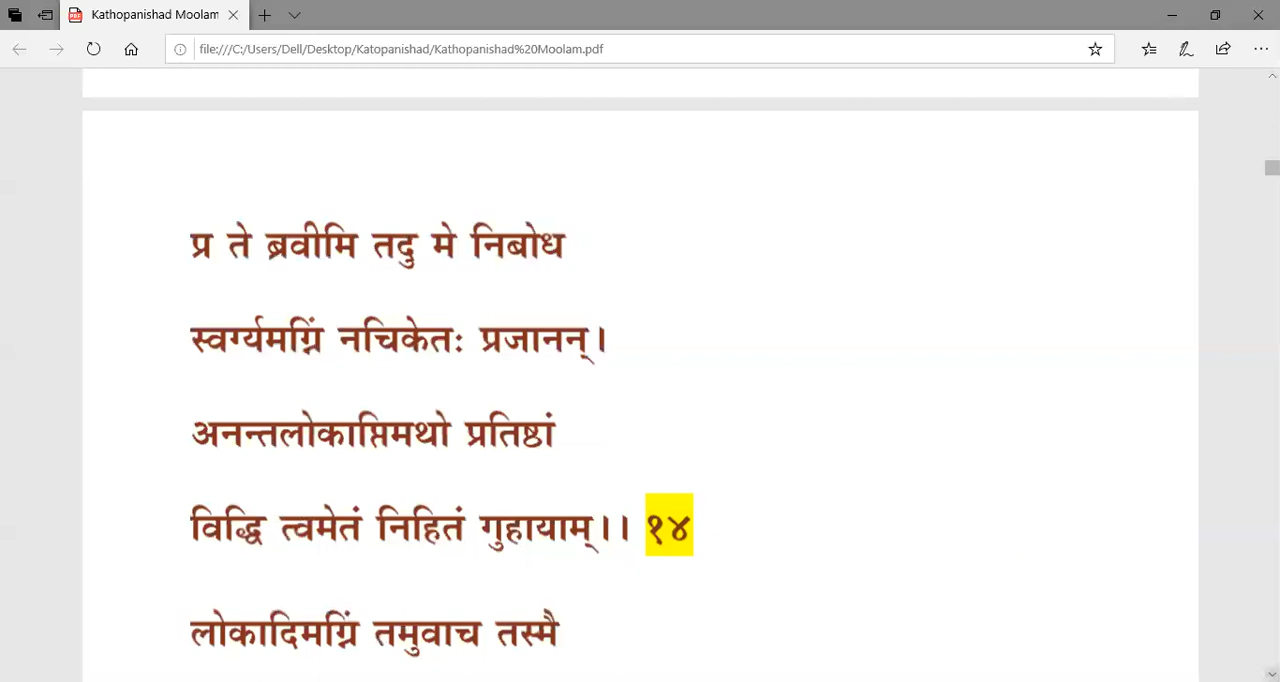 Kathopanishad Moolam
file:///C:/Users/Dell/Desktop/Katopanishad/Kathopanishad%20Moolam.pdf
प्र ते ब्रवीमि तदु मे निबोध
स्वर्ग्यमग्निं नचिकेतः प्रजानन्।
अनन्तलोकाप्तिमथो प्रतिष्ठां
विद्धि त्वमेतं निहितं गुहायाम्।। १४
लोकादिमग्निं तमुवाच तस्मै